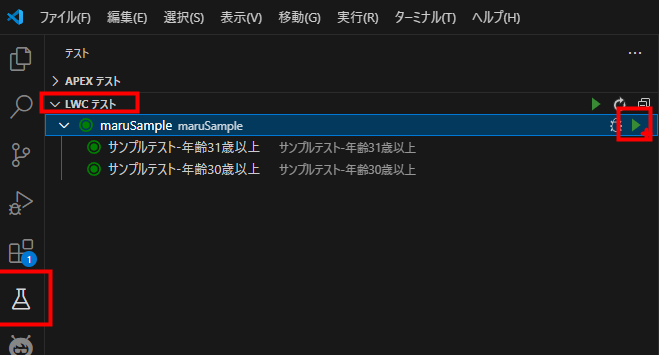 ファイル(F) 編集(E) 選択(S) 表示(V) 移動(G) 実行(R) ターミナル(T) ヘルプ(H)
テスト
APEX テスト
LWC テスト
maruSample maruSample
サンプルテスト-年齢31歳以上 サンプルテスト-年齢31歳以上
サンプルテスト-年齢30歳以上 サンプルテスト-年齢30歳以上
1